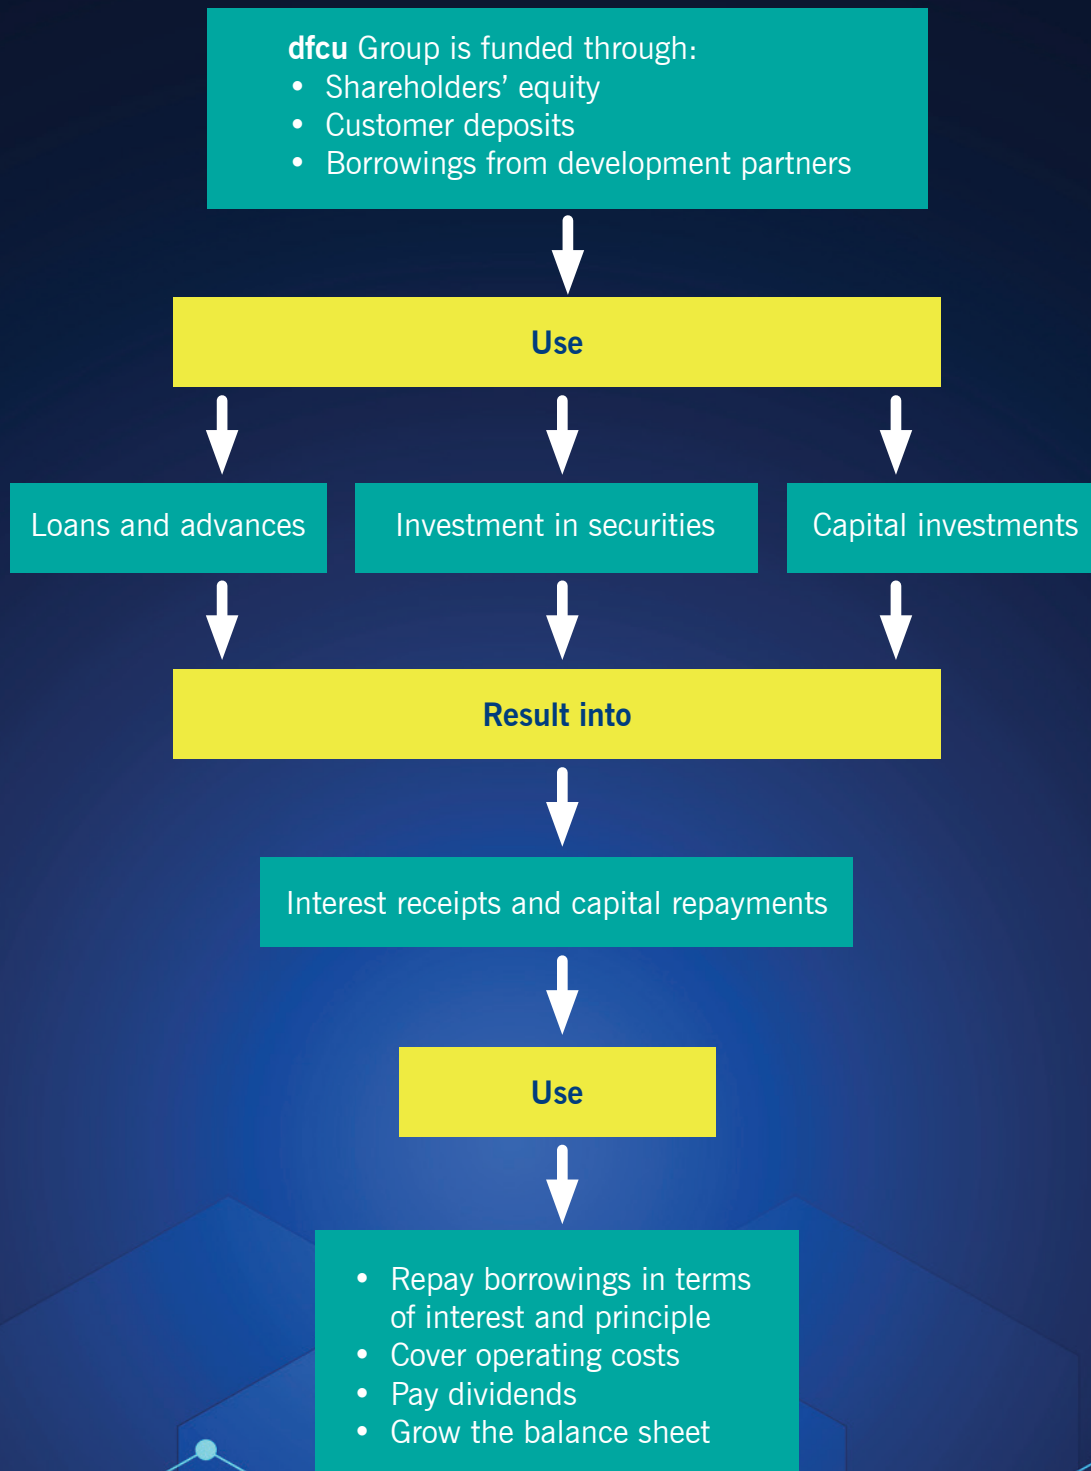 dfcu Group is funded through:
• Shareholders’ equity
• Customer deposits
• Borrowings from development partners
Use
Loans and advances
Investment in securities
Capital investments
Result into
Interest receipts and capital repayments
Use
• Repay borrowings in terms
of interest and principle
• Cover operating costs
• Pay dividends
• Grow the balance sheet